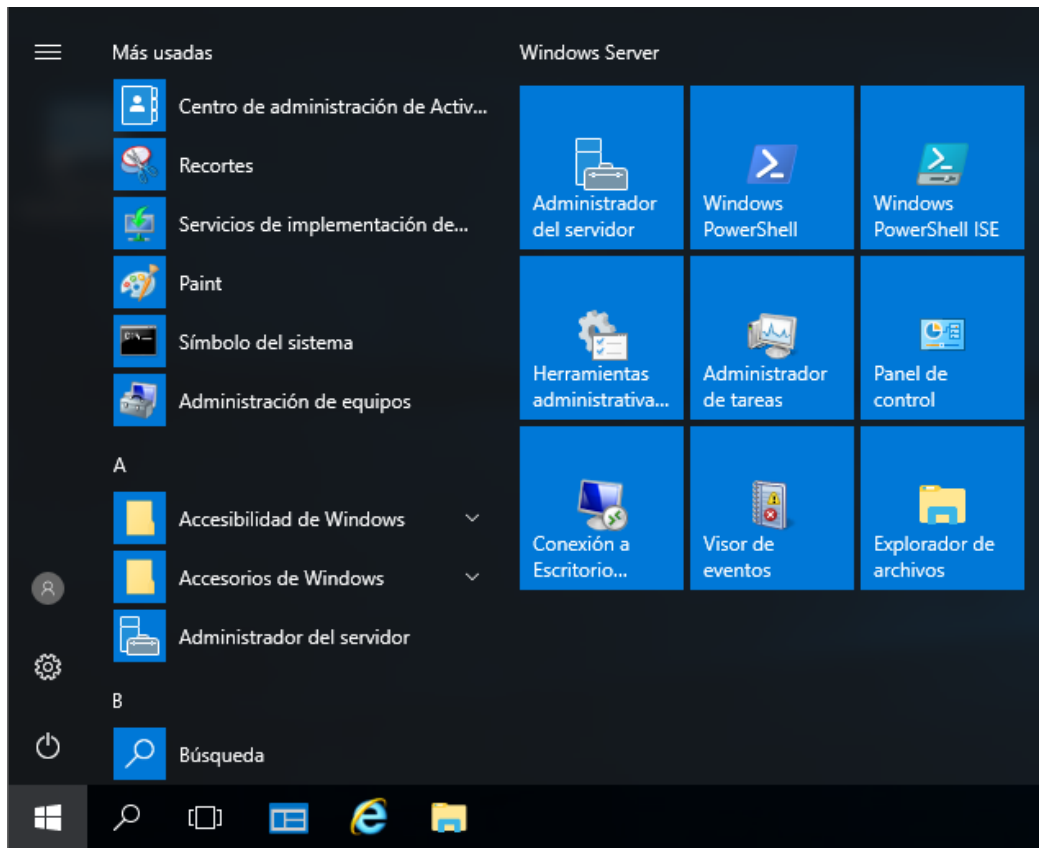 Más usadas
Centro de administración de Activ...
Recortes
Servicios de implementación de...
Paint
Símbolo del sistema
Administración de equipos
A
Accesibilidad de Windows
Accesorios de Windows
Administrador del servidor
B
Búsqueda
Windows Server
Administrador
del servidor
Windows
PowerShell
Windows
PowerShell ISE
Herramientas
administrativa...
Administrador
de tareas
Panel de
control
Conexión a
Escritorio...
Visor de
eventos
Explorador de
archivos